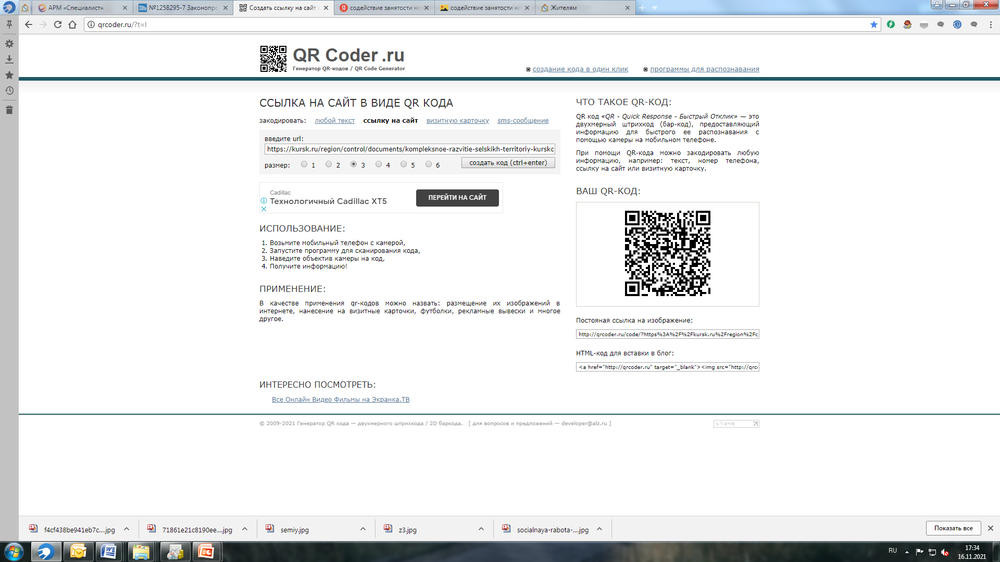 АРМ «Специалист»
№1258295-7 Законопро
Создать ссылку на сайт
содействие занятости на
содействие занятости на
Жителям
qrcoder.ru/?t=l
QR Coder.ru
Генератор QR-кодов / QR Code Generator
создание кода в один клик
программы для распознавания
ССЫЛКА НА САЙТ В ВИДЕ QR КОДА
закодировать: любой текст ссылку на сайт визитную карточку sms-сообщение
введите url:
https://kursk.ru/region/control/documents/kompleksnoe-razvitie-selskikh-territoriy-kursko
размер: 1 2 3 4 5 6 создать код (ctrl+enter)
Cadillac
Технологичный Cadillac XT5
ПЕРЕЙТИ НА САЙТ
ИСПОЛЬЗОВАНИЕ:
1. Возьмите мобильный телефон с камерой,
2. Запустите программу для сканирования кода,
3. Наведите объектив камеры на код,
4. Получите информацию!
ПРИМЕНЕНИЕ:
В качестве применения qr-кодов можно назвать: размещение их изображений в
интернете, нанесение на визитные карточки, футболки, рекламные вывески и многое
другое.
ИНТЕРЕСНО ПОСМОТРЕТЬ:
Все Онлайн Видео Фильмы на Экранка.ТВ
ЧТО ТАКОЕ QR-КОД:
QR код «QR - Quick Response - Быстрый Отклик» — это
двухмерный штрихкод (бар-код), предоставляющий
информацию для быстрого ее распознавания с
помощью камеры на мобильном телефоне.
При помощи QR-кода можно закодировать любую
информацию, например: текст, номер телефона,
ссылку на сайт или визитную карточку.
ВАШ QR-КОД:
Постояная ссылка на изображение:
http://qrcoder.ru/code/?https%3A%2F%2Fkursk.ru%2Fregion%2Fc
HTML-код для вставки в блог:
<a href="http://qrcoder.ru" target="_blank"><img src="http://qrc
© 2009-2021 Генератор QR кода — двухмерного штрихкода / 2D баркода. [ для вопросов и предложений — developer@alz.ru ]
17249
f4cf438be941eb7c....jpg
71861e21c8190ee....jpg
semiy.jpg
z3.jpg
socialnaya-rabota-....jpg
Показать все
RU
17:34
16.11.2021